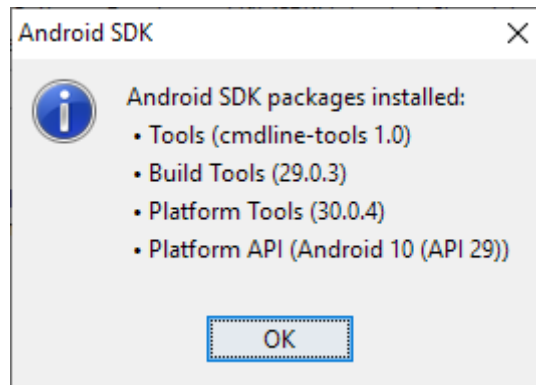 Android SDK
Android SDK packages installed:
• Tools (cmdline-tools 1.0)
• Build Tools (29.0.3)
• Platform Tools (30.0.4)
• Platform API (Android 10 (API 29))
OK